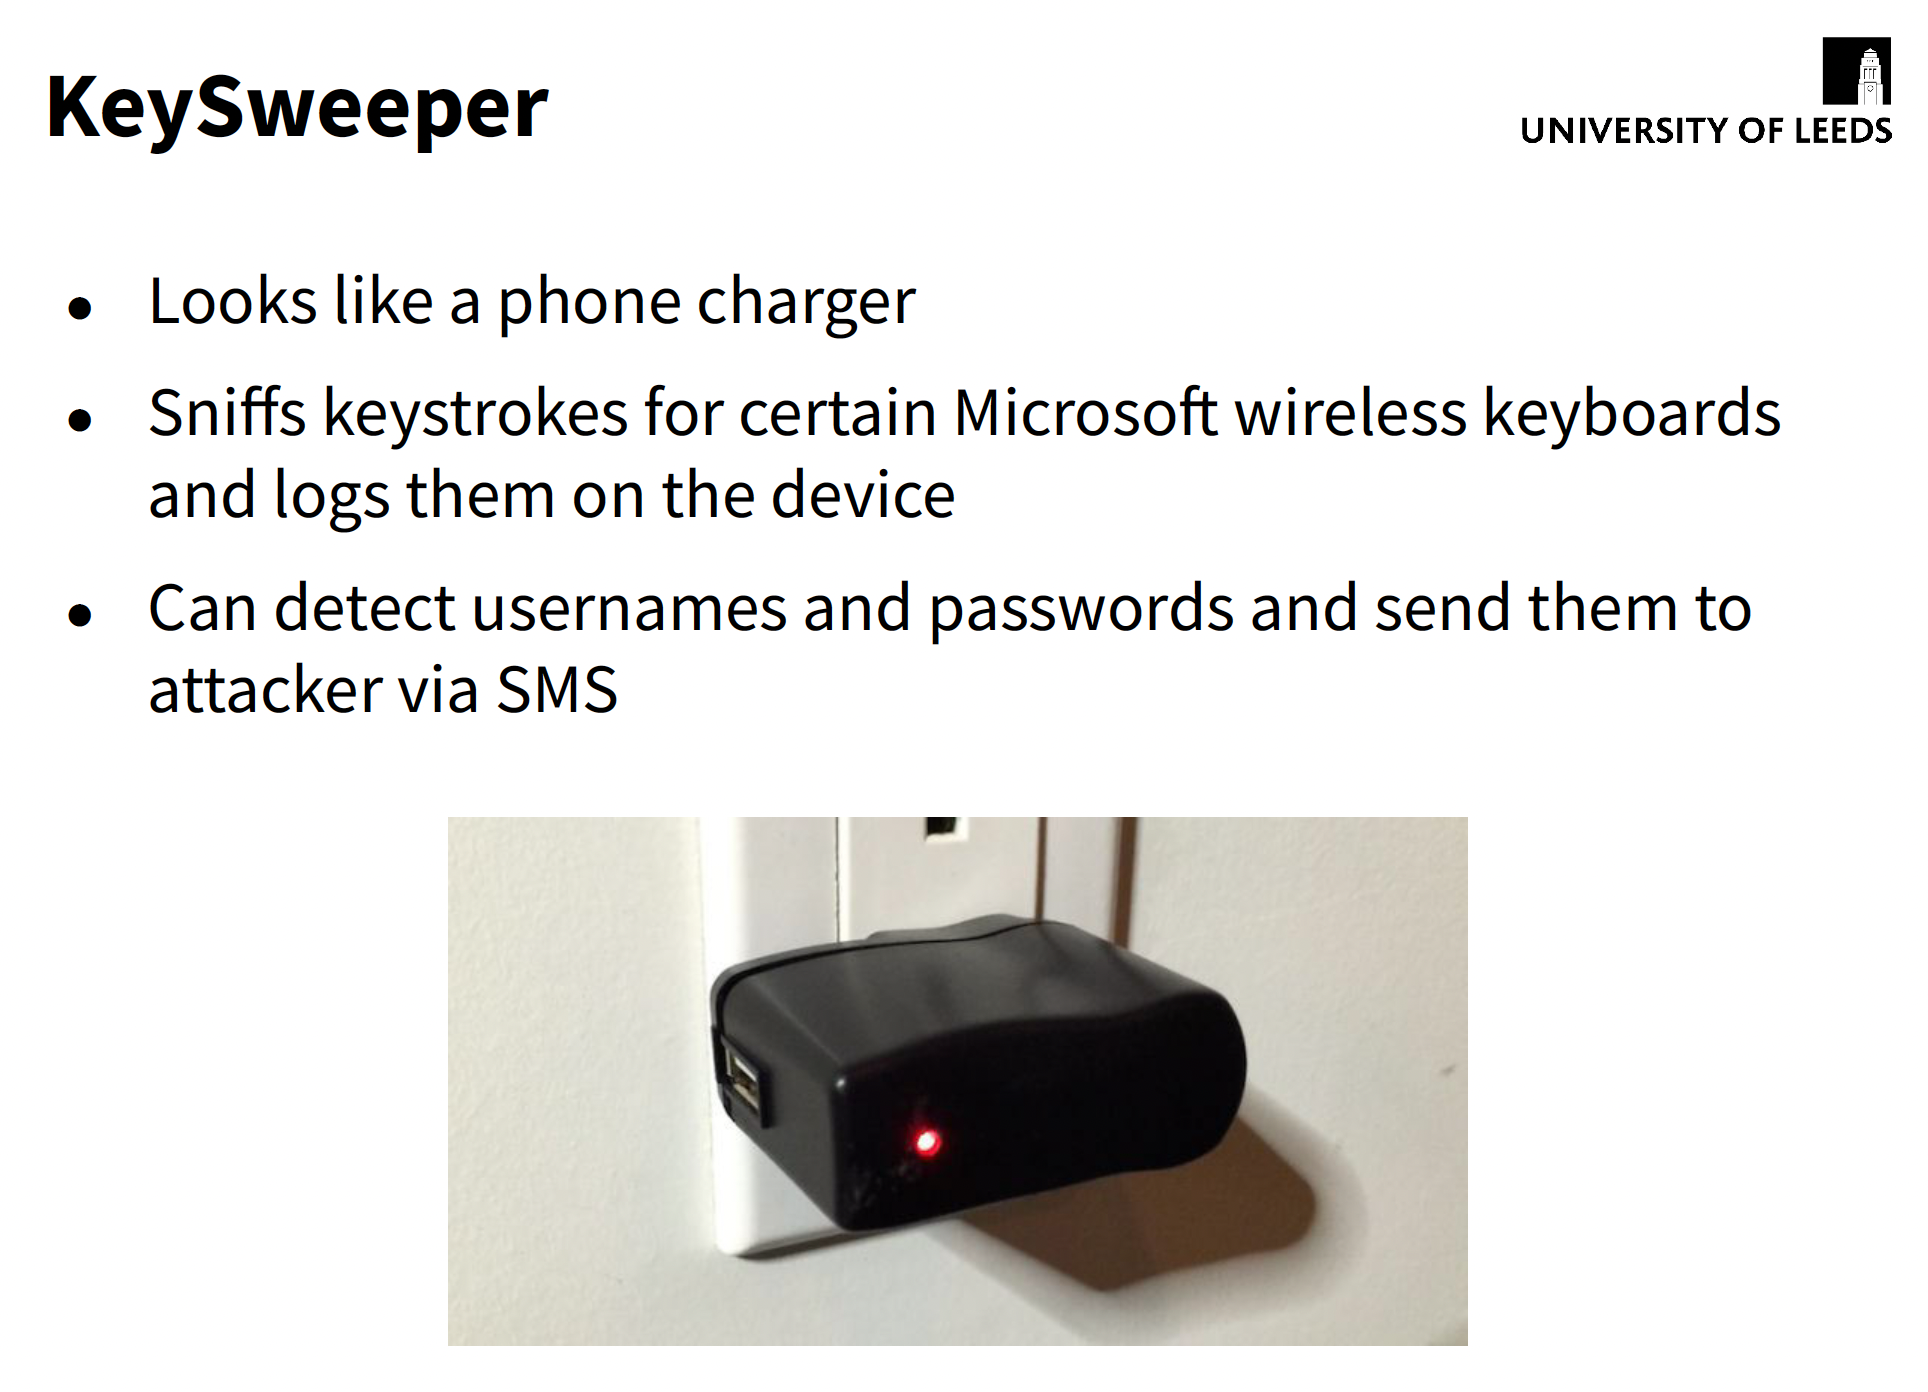 KeySweeper
UNIVERSITY OF LEEDS
• Looks like a phone charger
• Sniffs keystrokes for certain Microsoft wireless keyboards
and logs them on the device
• Can detect usernames and passwords and send them to
attacker via SMS